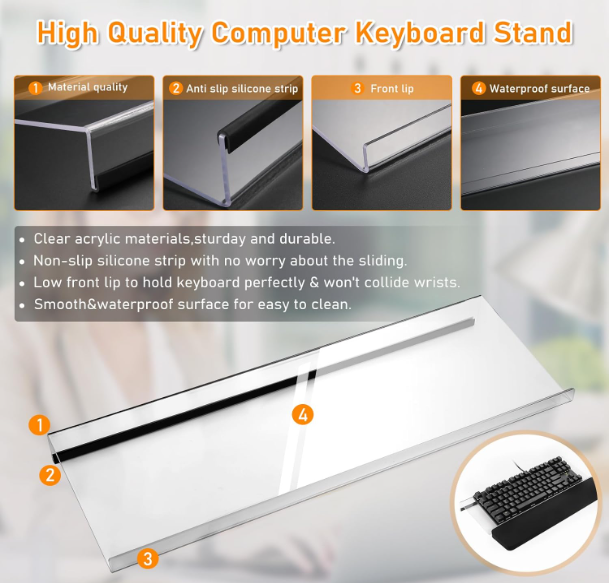 High Quality Computer Keyboard Stand
1 Material quality
2 Anti slip silicone strip
3 Front lip
4 Waterproof surface
• Clear acrylic materials,sturday and durable.
• Non-slip silicone strip with no worry about the sliding.
• Low front lip to hold keyboard perfectly & won't collide wrists.
• Smooth&waterproof surface for easy to clean.
1
4
2
3